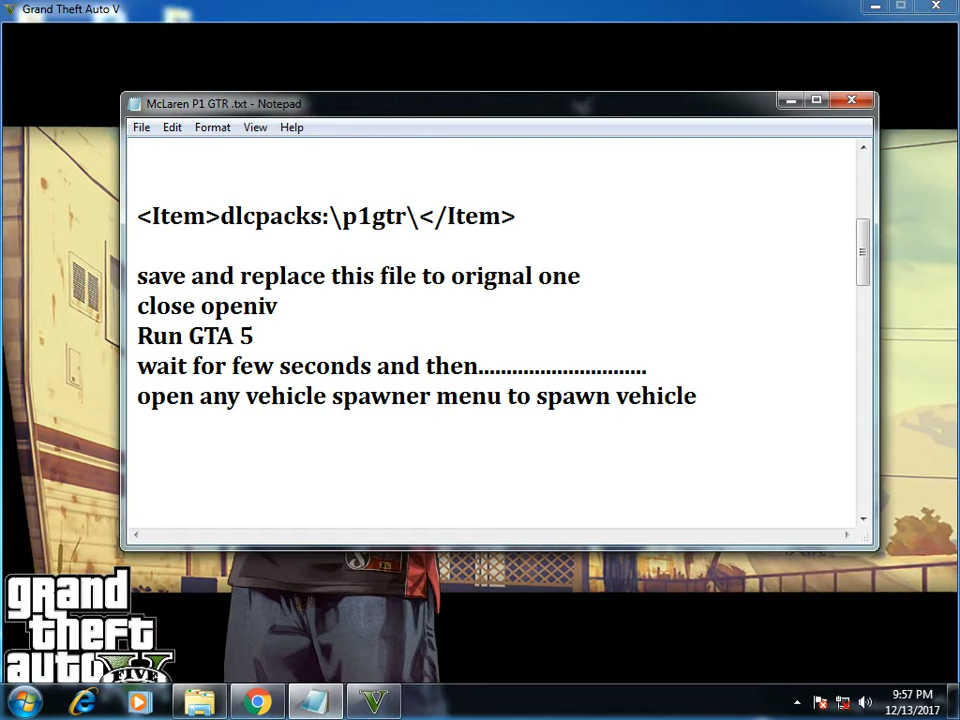 Grand Theft Auto V
McLaren P1 GTR .txt - Notepad
File Edit Format View Help
<Item>dlcpacks:\p1gtr\</Item>
save and replace this file to orignal one
close openiv
Run GTA 5
wait for few seconds and then..............................
open any vehicle spawner menu to spawn vehicle
grand
theft
auto V
9:57 PM
12/13/2017